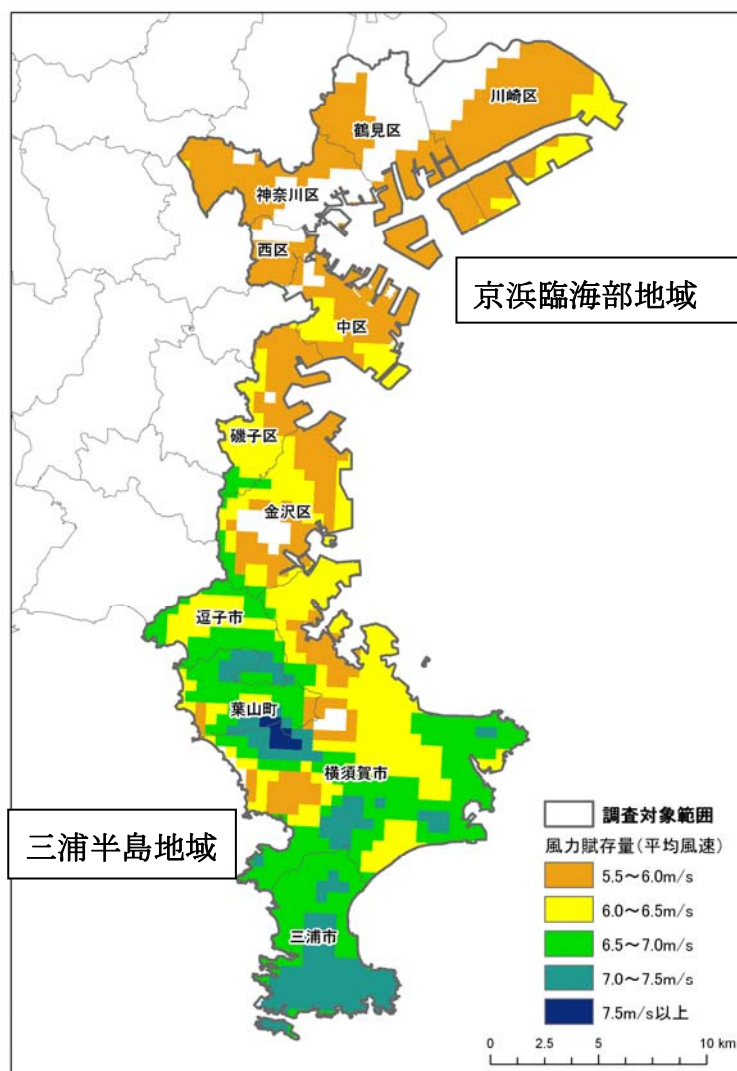 川崎区
鶴見区
神奈川区
西区
京浜臨海部地域
中区
磯子区
金沢区
逗子市
葉山町
横須賀市
三浦半島地域
三浦市
調査対象範囲
風力賦存量(平均風速)
5.5～6.0m/s
6.0～6.5m/s
6.5～7.0m/s
7.0～7.5m/s
7.5m/s以上
0 2.5 5 10 km